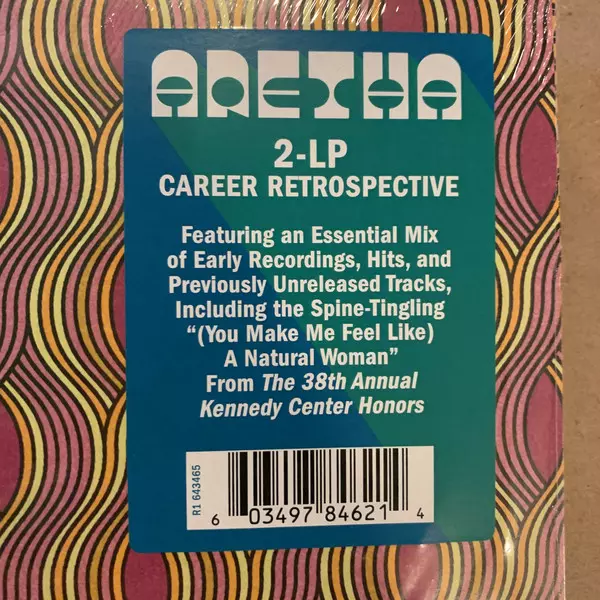 ARETHA
2-LP
CAREER RETROSPECTIVE
Featuring an Essential Mix
of Early Recordings, Hits, and
Previously Unreleased Tracks,
Including the Spine-Tingling
“(You Make Me Feel Like)
A Natural Woman”
From The 38th Annual
Kennedy Center Honors
R1 643465
6 03497 84621 4